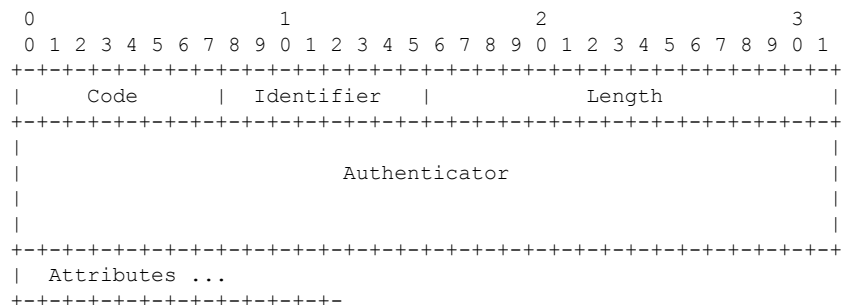 0                   1                   2                   3
 0 1 2 3 4 5 6 7 8 9 0 1 2 3 4 5 6 7 8 9 0 1 2 3 4 5 6 7 8 9 0 1
+-+-+-+-+-+-+-+-+-+-+-+-+-+-+-+-+-+-+-+-+-+-+-+-+-+-+-+-+-+-+-+-+
|     Code      |  Identifier   |            Length             |
+-+-+-+-+-+-+-+-+-+-+-+-+-+-+-+-+-+-+-+-+-+-+-+-+-+-+-+-+-+-+-+-+
|                                                               |
|                         Authenticator                         |
|                                                               |
|                                                               |
+-+-+-+-+-+-+-+-+-+-+-+-+-+-+-+-+-+-+-+-+-+-+-+-+-+-+-+-+-+-+-+-+
|  Attributes ...
+-+-+-+-+-+-+-+-+-+-+-+-+-